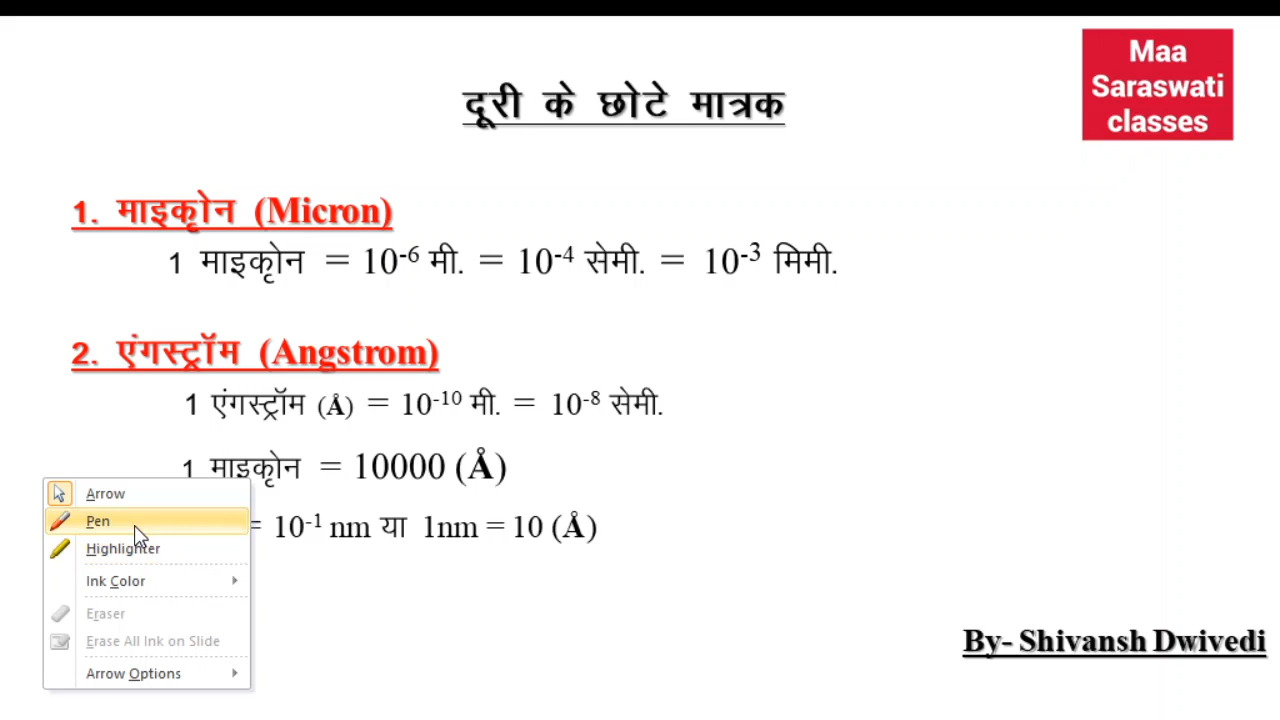 Maa
Saraswati
classes
दूरी के छोटे मात्रक
1. माइक्रोन (Micron)
1 माइक्रोन = 10⁻⁶ मी. = 10⁻⁴ सेमी. = 10⁻³ मिमी.
2. एंगस्ट्रॉम (Angstrom)
1 एंगस्ट्रॉम (Å) = 10⁻¹⁰ मी. = 10⁻⁸ सेमी.
1 माइक्रोन = 10000 (Å)
= 10⁻¹ nm या 1nm = 10 (Å)
Arrow
Pen
Highlighter
Ink Color
Eraser
Erase All Ink on Slide
Arrow Options
By- Shivansh Dwivedi